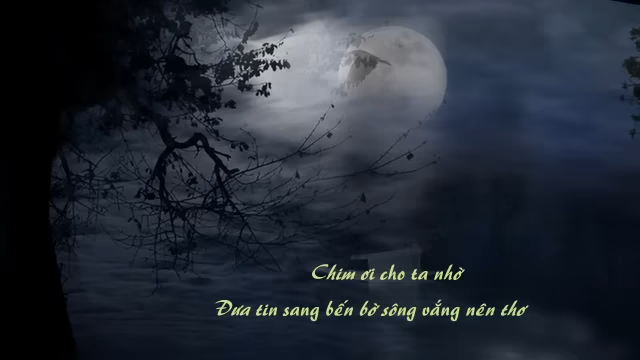 Chim ơi cho ta nhờ
Đưa tin sang bến bờ sông vắng nên thơ